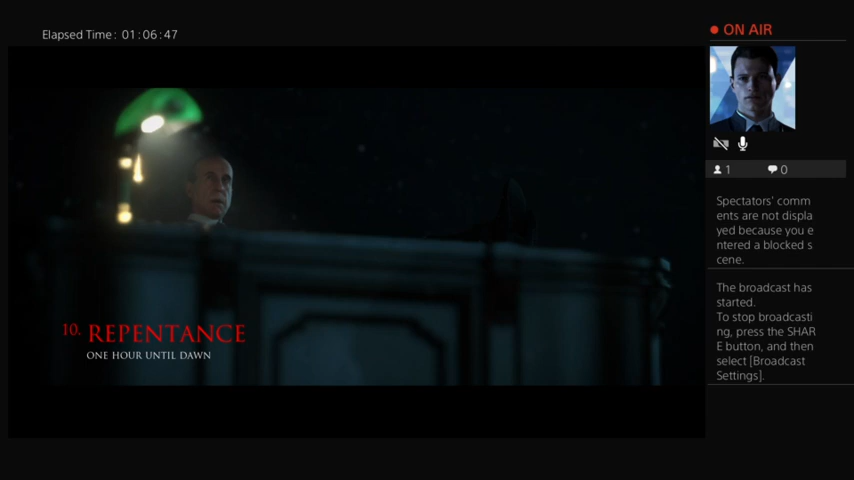 Elapsed Time: 01:06:47
ON AIR
1 0
Spectators' comm
ents are not displa
yed because you e
ntered a blocked s
cene.
The broadcast has
started.
To stop broadcasti
ng, press the SHAR
E button, and then
select [Broadcast
Settings].
10. REPENTANCE
ONE HOUR UNTIL DAWN